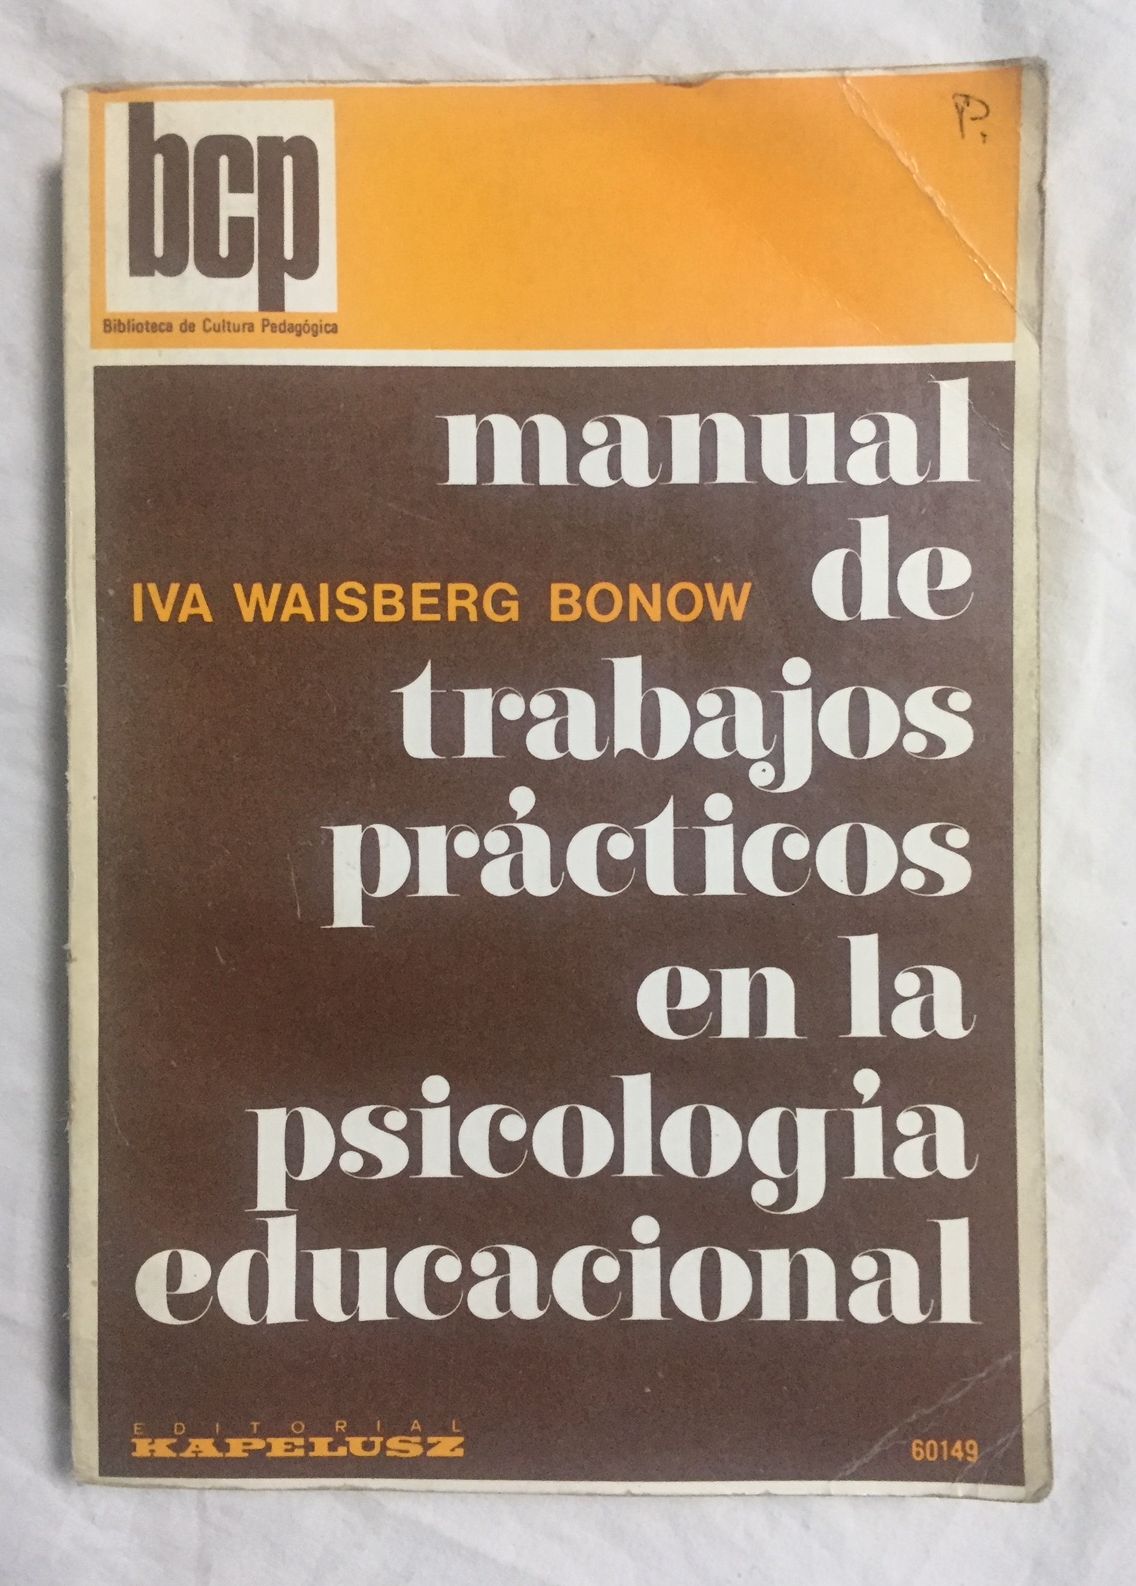 P.
bcp
Biblioteca de Cultura Pedagógica
manual
de
IVA WAISBERG BONOW
trabajos
prácticos
en la
psicología
educacional
EDITORIAL
KAPELUSZ
60149